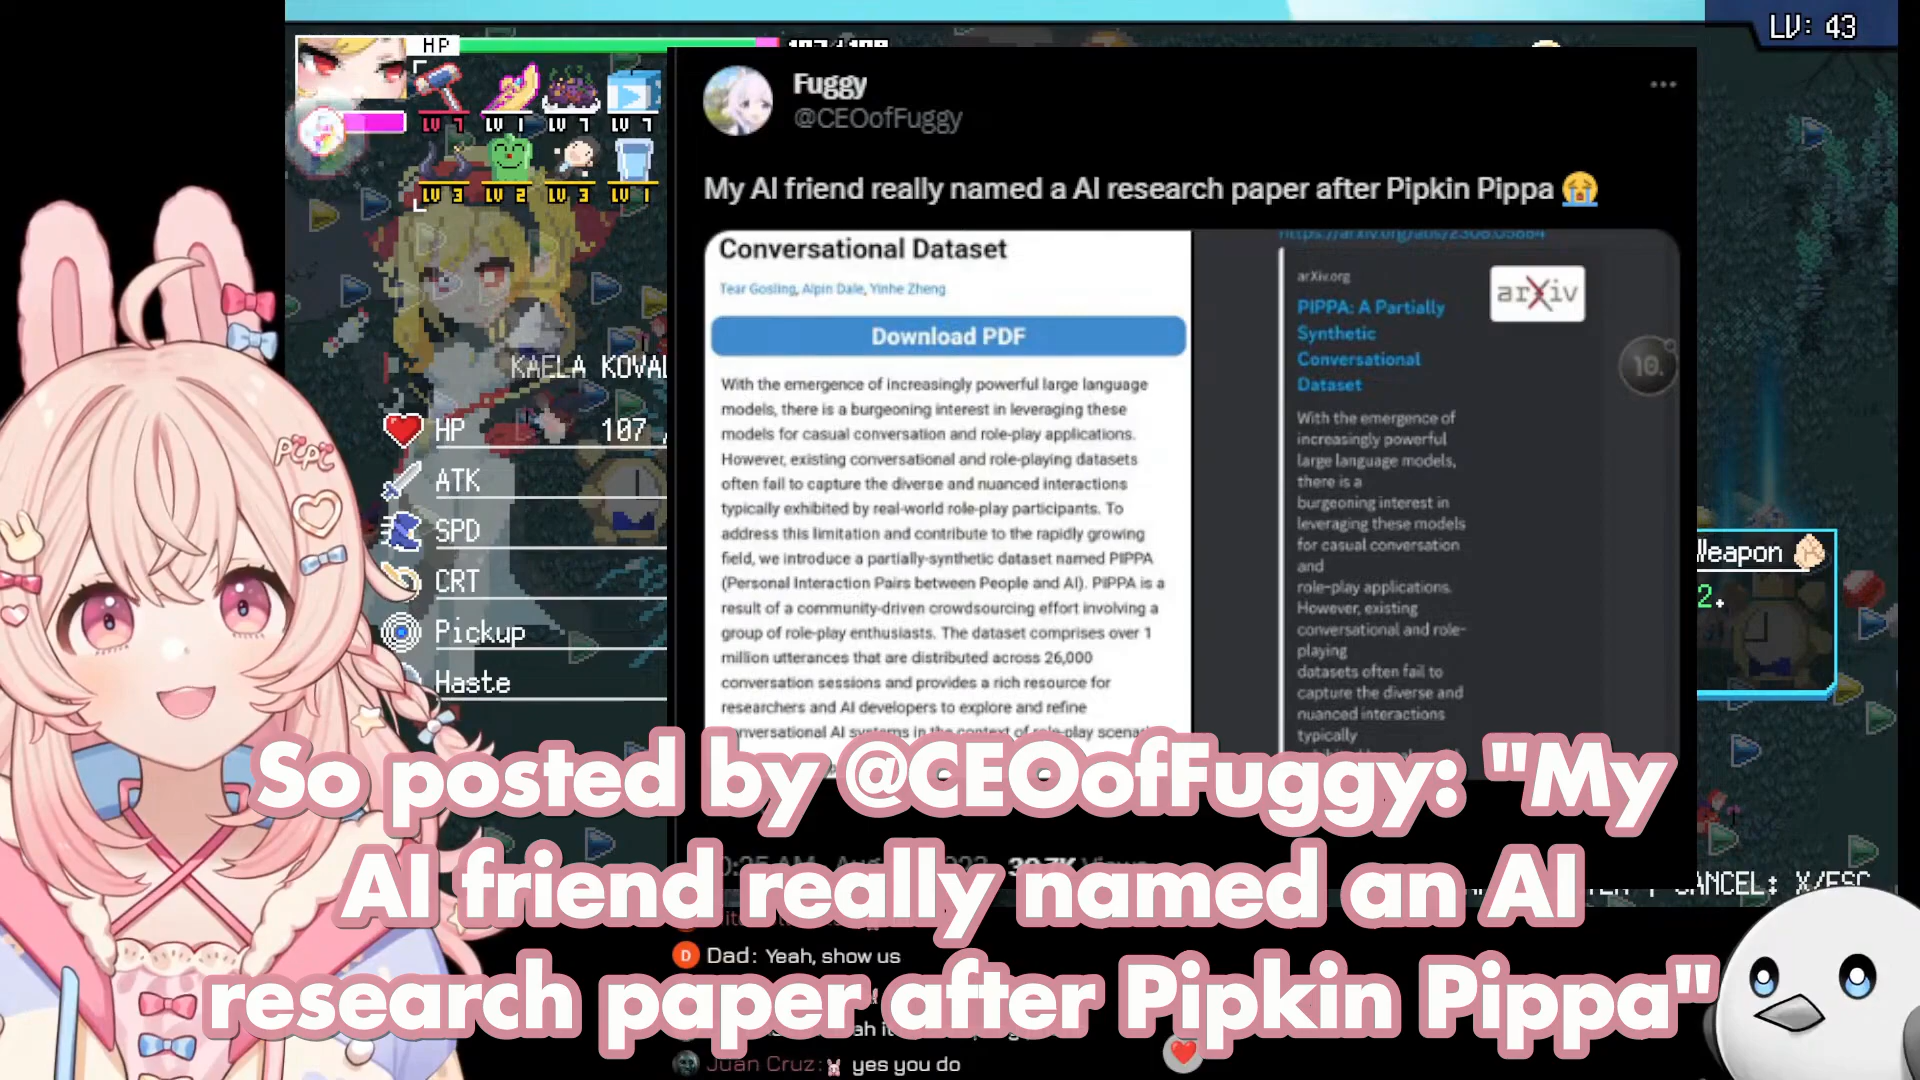 LV: 43
HP
LV 7
LV 1
LV 7
LV 7
LV 3
LV 2
LV 3
LV 1
KAELA KOVAL
HP 107
ATK
SPD
CRT
Pickup
Haste
PiPi
Fuggy
@CEOofFuggy
My AI friend really named a AI research paper after Pipkin Pippa 😭
Conversational Dataset
Tear Gosling, Alpin Dale, Yinhe Zheng
Download PDF
With the emergence of increasingly powerful large language
models, there is a burgeoning interest in leveraging these
models for casual conversation and role-play applications.
However, existing conversational and role-playing datasets
often fail to capture the diverse and nuanced interactions
typically exhibited by real-world role-play participants. To
address this limitation and contribute to the rapidly growing
field, we introduce a partially-synthetic dataset named PIPPA
(Personal Interaction Pairs between People and AI). PIPPA is a
result of a community-driven crowdsourcing effort involving a
group of role-play enthusiasts. The dataset comprises over 1
million utterances that are distributed across 26,000
conversation sessions and provides a rich resource for
researchers and AI developers to explore and refine
conversational AI systems in the context of role-play
arXiv.org
arXiv
PIPPA: A Partially
Synthetic
Conversational
Dataset
10.
With the emergence of
increasingly powerful
large language models,
there is a
burgeoning interest in
leveraging these models
for casual conversation
and
role-play applications.
However, existing
conversational and role-
playing
datasets often fail to
capture the diverse and
nuanced interactions
typically
Weapon
2.
CANCEL: X/ESC
So posted by @CEOofFuggy: "My
AI friend really named an AI
research paper after Pipkin Pippa"
D
Dad: Yeah, show us
Juan Cruz: yes you do